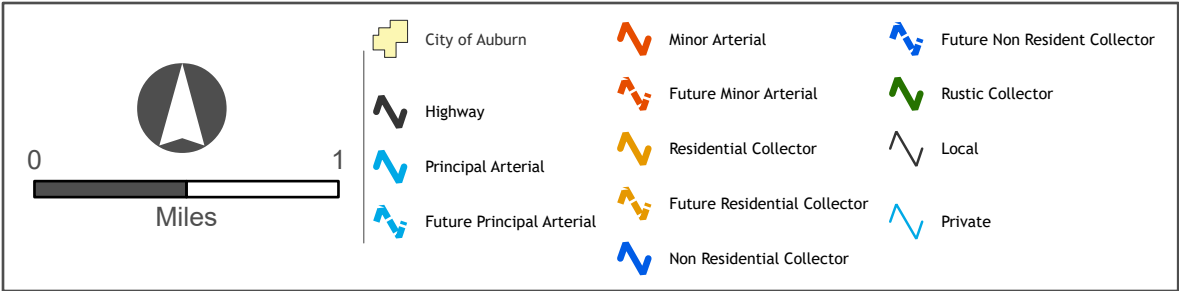 0 1
Miles
City of Auburn
Highway
Principal Arterial
Future Principal Arterial
Minor Arterial
Future Minor Arterial
Residential Collector
Future Residential Collector
Non Residential Collector
Future Non Resident Collector
Rustic Collector
Local
Private